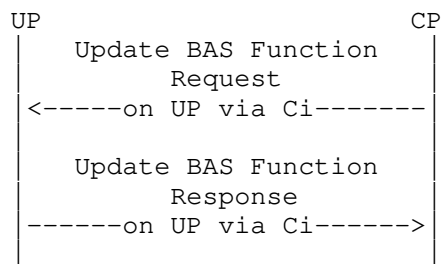 UP CP
Update BAS Function
Request
<-----on UP via Ci-------
Update BAS Function
Response
------on UP via Ci------>